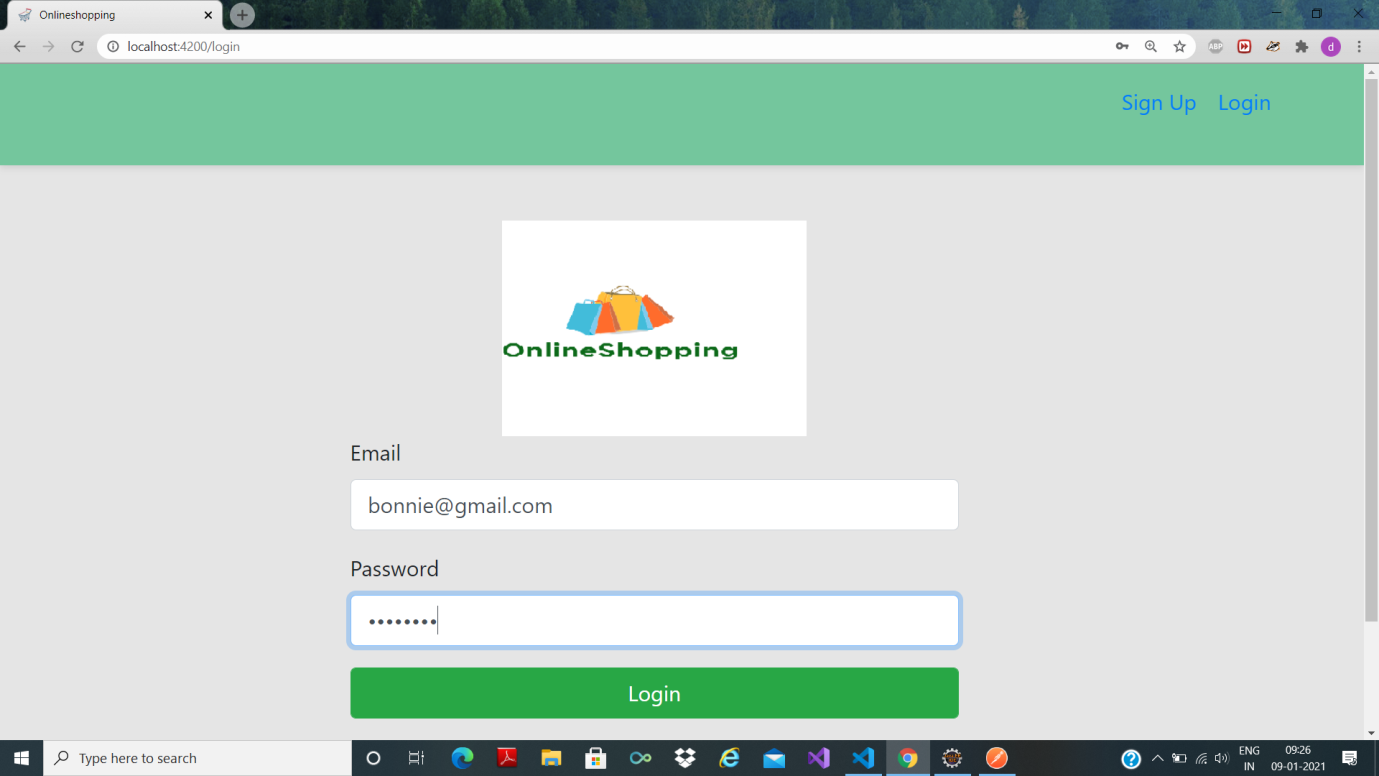 Onlineshopping
localhost:4200/login
ABP
d
Sign Up Login
OnlineShopping
Email
bonnie@gmail.com
Password
••••••••
Login
Type here to search
ENG
IN
09:26
09-01-2021